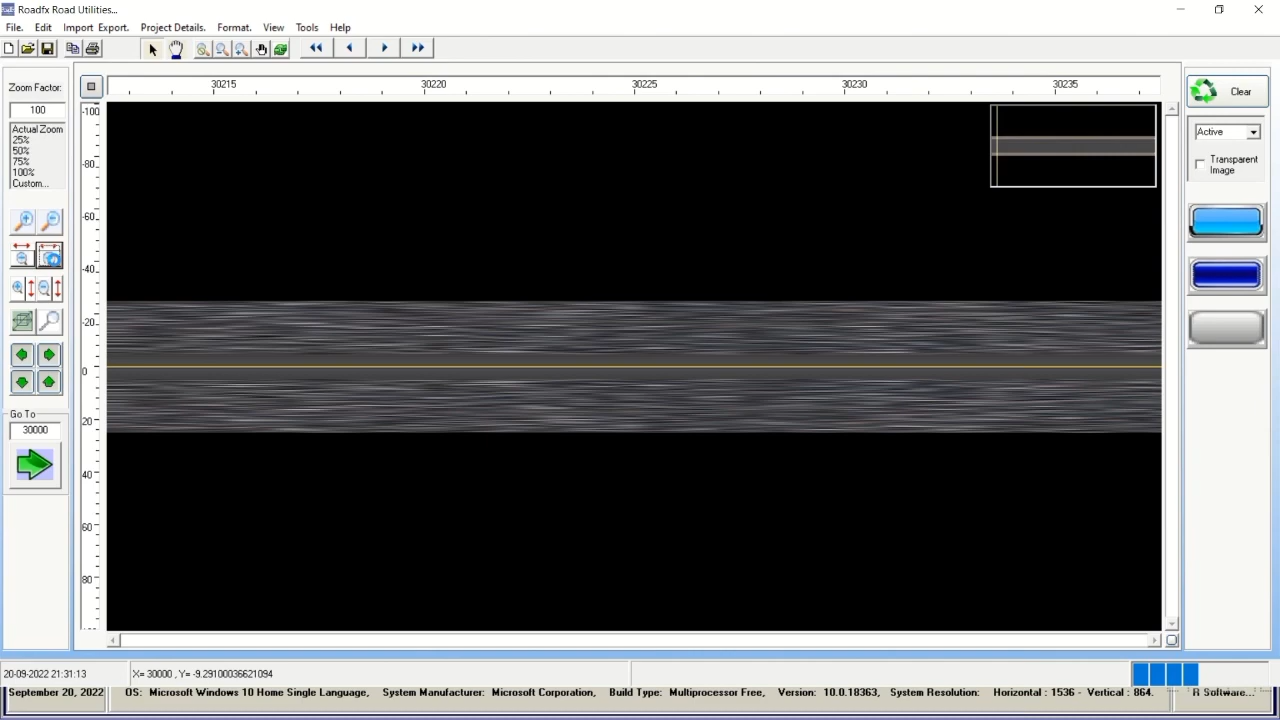 Roadfx Road Utilities...
File. Edit Import Export. Project Details. Format. View Tools Help
Zoom Factor:
100
Actual Zoom
25%
50%
75%
100%
Custom...
Go To
30000
30215 30220 30225 30230 30235
-100
-80
-60
-40
-20
0
20
40
60
80
Clear
Active
Transparent
Image
20-09-2022 21:31:13 X= 30000 , Y= -9.29100036621094
September 20, 2022 OS: Microsoft Windows 10 Home Single Language, System Manufacturer: Microsoft Corporation, Build Type: Multiprocessor Free, Version: 10.0.18363, System Resolution: Horizontal : 1536 - Vertical : 864. R Software...